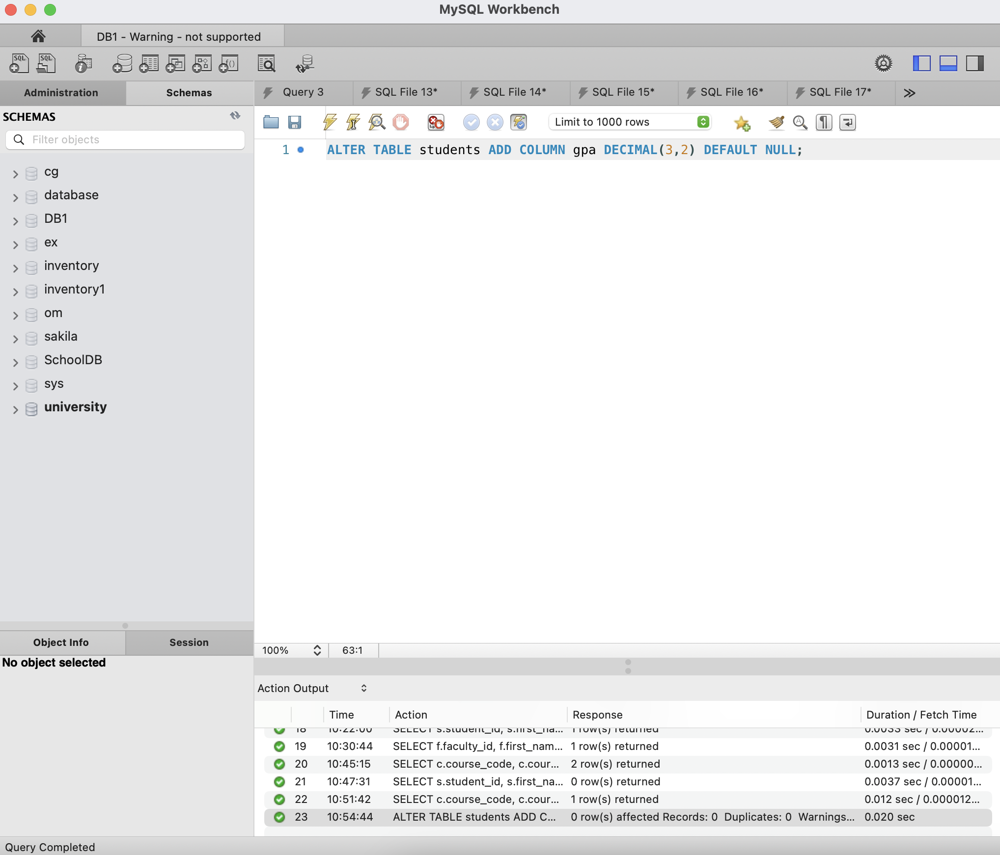 MySQL Workbench
DB1 - Warning - not supported
SQL SQL
Administration Schemas
Query 3 SQL File 13* SQL File 14* SQL File 15* SQL File 16* SQL File 17*
SCHEMAS
Filter objects
Limit to 1000 rows
1 ALTER TABLE students ADD COLUMN gpa DECIMAL(3,2) DEFAULT NULL;
cg
database
DB1
ex
inventory
inventory1
om
sakila
SchoolDB
sys
university
Object Info Session
No object selected
100% 63:1
Action Output
Time Action Response Duration / Fetch Time
18 10:22:00 SELECT s.student_id, s.first_na... 1 row(s) returned 0.0033 sec / 0.00002...
19 10:30:44 SELECT f.faculty_id, f.first_nam... 1 row(s) returned 0.0031 sec / 0.00001...
20 10:45:15 SELECT c.course_code, c.cour... 2 row(s) returned 0.0013 sec / 0.00000...
21 10:47:31 SELECT s.student_id, s.first_na... 0 row(s) returned 0.0037 sec / 0.00001...
22 10:51:42 SELECT c.course_code, c.cour... 1 row(s) returned 0.012 sec / 0.000012...
23 10:54:44 ALTER TABLE students ADD C... 0 row(s) affected Records: 0 Duplicates: 0 Warnings... 0.020 sec
Query Completed